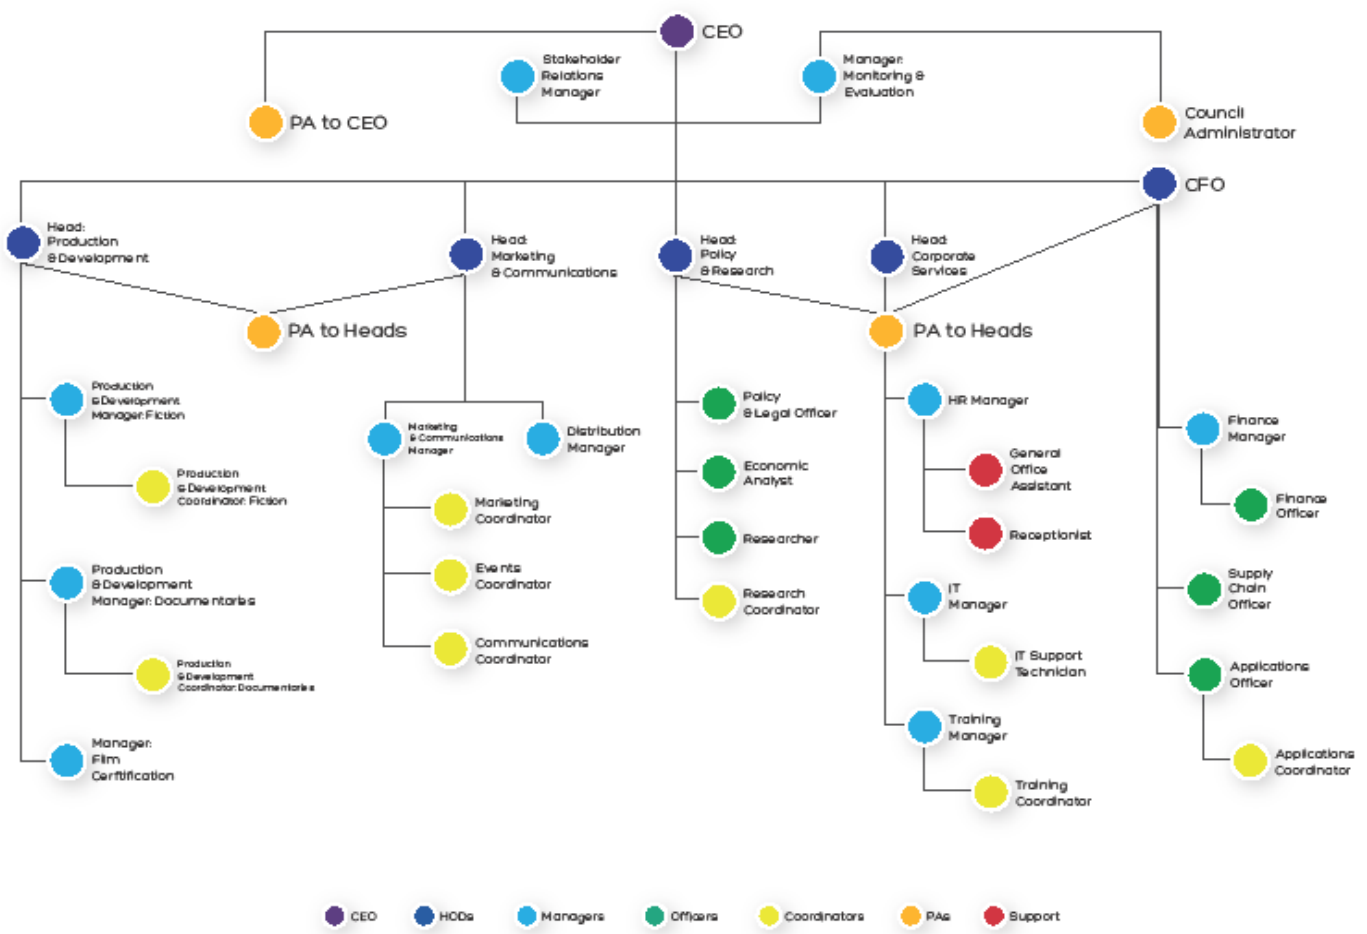 CEO
Stakeholder
Relations
Manager
Manager:
Monitoring &
Evaluation
PA to CEO
Council
Administrator
CFO
Head:
Production
& Development
Head:
Marketing
& Communications
Head:
Policy
& Research
Head:
Corporate
Services
PA to Heads
PA to Heads
Production
& Development
Manager: Fiction
Production
& Development
Coordinator: Fiction
Production
& Development
Manager: Documentaries
Production
& Development
Coordinator: Documentaries
Manager:
Film
Cerftification
Marketing
& Communications
Manager
Distribution
Manager
Marketing
Coordinator
Events
Coordinator
Communications
Coordinator
Policy
& Legal Officer
Economic
Analyst
Researcher
Research
Coordinator
HR Manager
General
Office
Assistant
Receptionist
IT
Manager
IT Support
Technician
Training
Manager
Training
Coordinator
Finance
Manager
Finance
Officer
Supply
Chain
Officer
Applications
Officer
Applications
Coordinator
CEO
HODs
Managers
Officers
Coordinators
PAs
Support